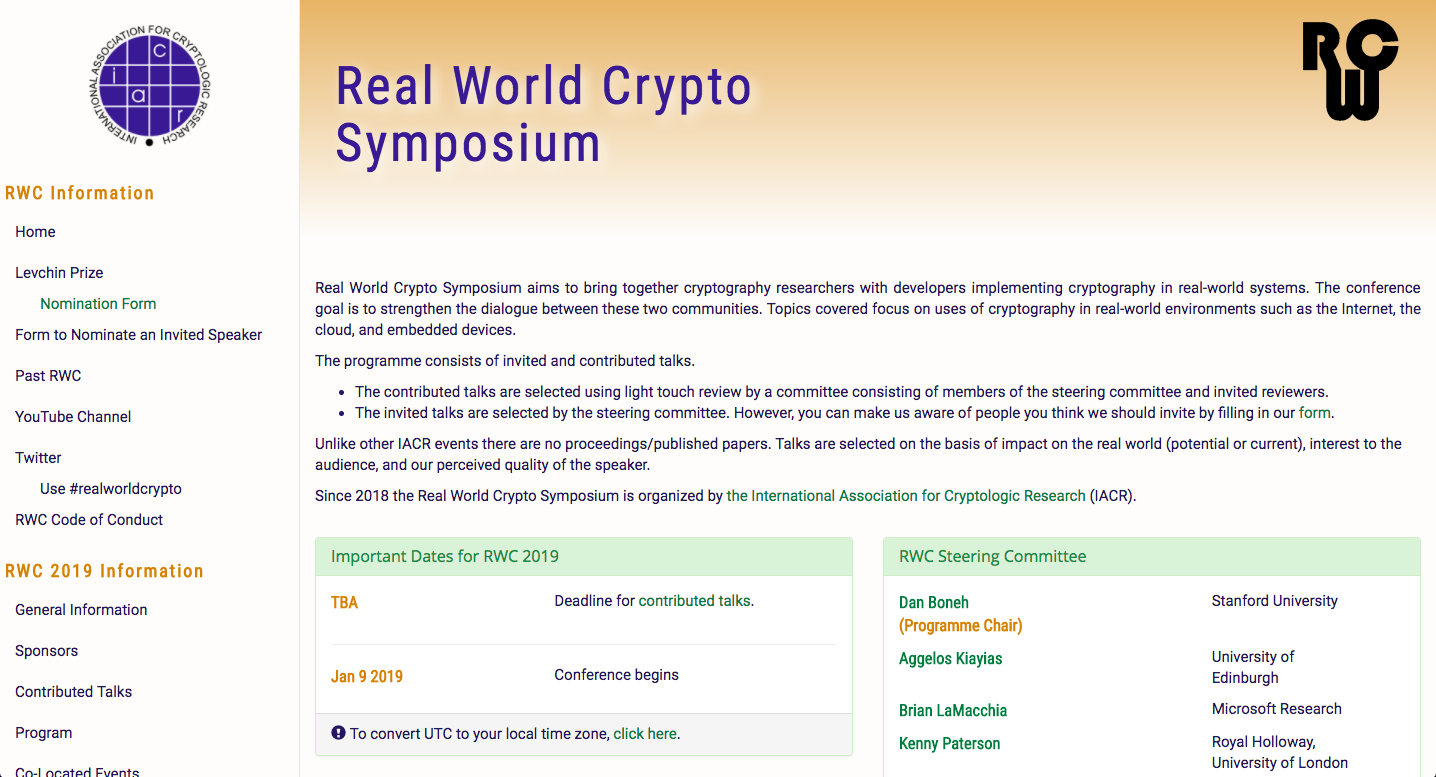 INTERNATIONAL ASSOCIATION FOR CRYPTOLOGIC RESEARCH
i a c r
RWC Information
Home
Levchin Prize
Nomination Form
Form to Nominate an Invited Speaker
Past RWC
YouTube Channel
Twitter
Use #realworldcrypto
RWC Code of Conduct
RWC 2019 Information
General Information
Sponsors
Contributed Talks
Program
Co-Located Events
Real World Crypto
Symposium
RCW
Real World Crypto Symposium aims to bring together cryptography researchers with developers implementing cryptography in real-world systems. The conference
goal is to strengthen the dialogue between these two communities. Topics covered focus on uses of cryptography in real-world environments such as the Internet, the
cloud, and embedded devices.
The programme consists of invited and contributed talks.
• The contributed talks are selected using light touch review by a committee consisting of members of the steering committee and invited reviewers.
• The invited talks are selected by the steering committee. However, you can make us aware of people you think we should invite by filling in our form.
Unlike other IACR events there are no proceedings/published papers. Talks are selected on the basis of impact on the real world (potential or current), interest to the
audience, and our perceived quality of the speaker.
Since 2018 the Real World Crypto Symposium is organized by the International Association for Cryptologic Research (IACR).
Important Dates for RWC 2019
TBA Deadline for contributed talks.
Jan 9 2019 Conference begins
To convert UTC to your local time zone, click here.
RWC Steering Committee
Dan Boneh Stanford University
(Programme Chair)
Aggelos Kiayias University of
Edinburgh
Brian LaMacchia Microsoft Research
Kenny Paterson Royal Holloway,
University of London